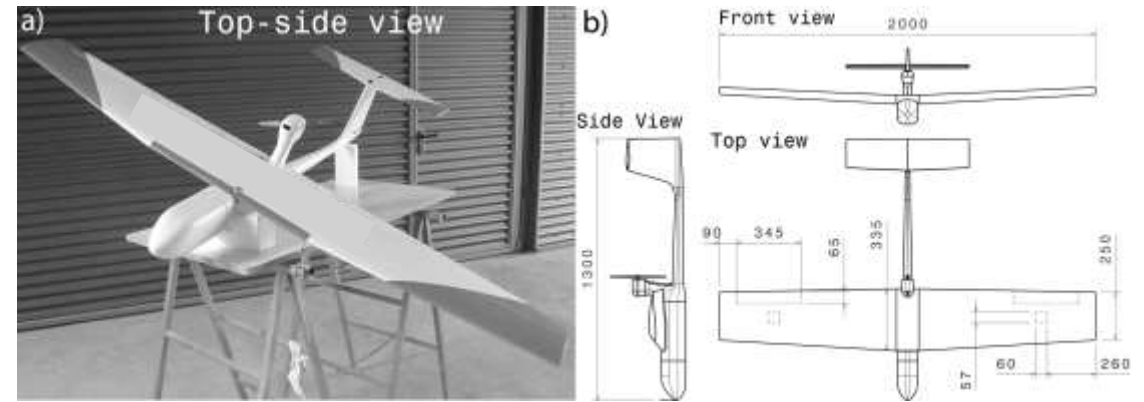 a)
Top-side view
b)
Front view
2000
Side View
Top view
1300
90
345
65
335
250
57
60
260